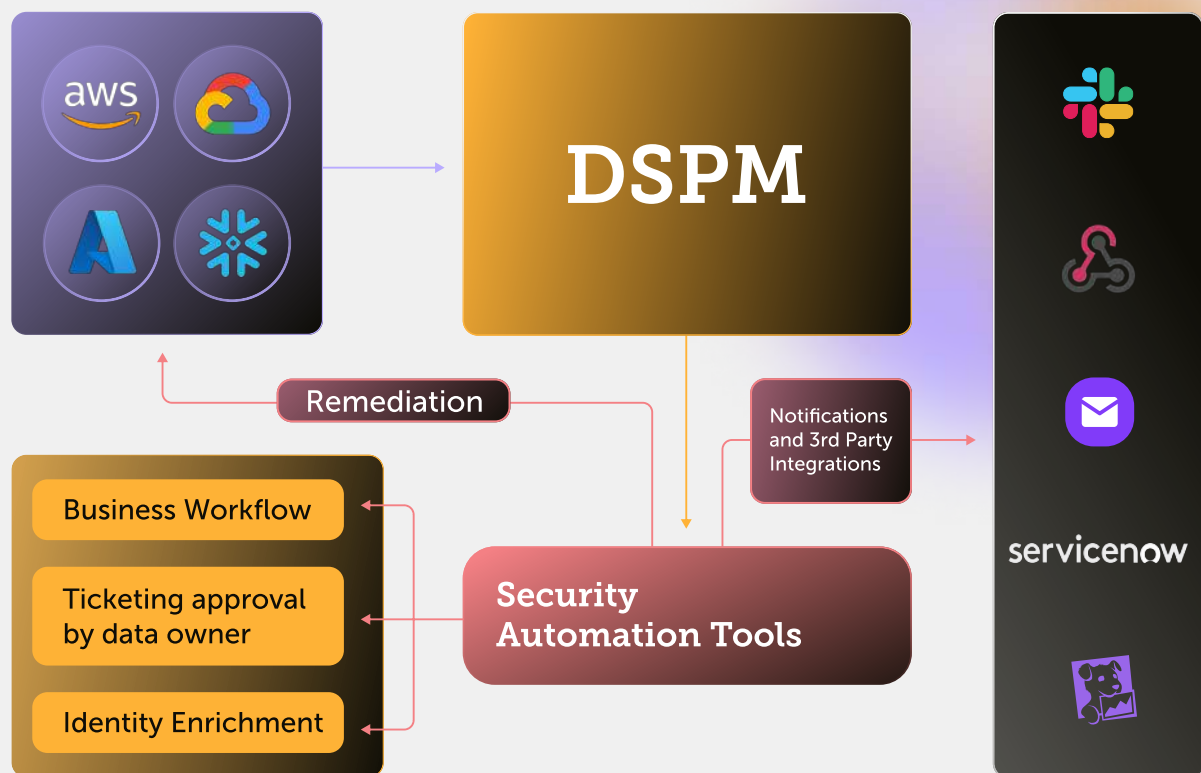 aws
DSPM
Remediation
Notifications
and 3rd Party
Integrations
Business Workflow
Ticketing approval
by data owner
Identity Enrichment
Security
Automation Tools
servicenow